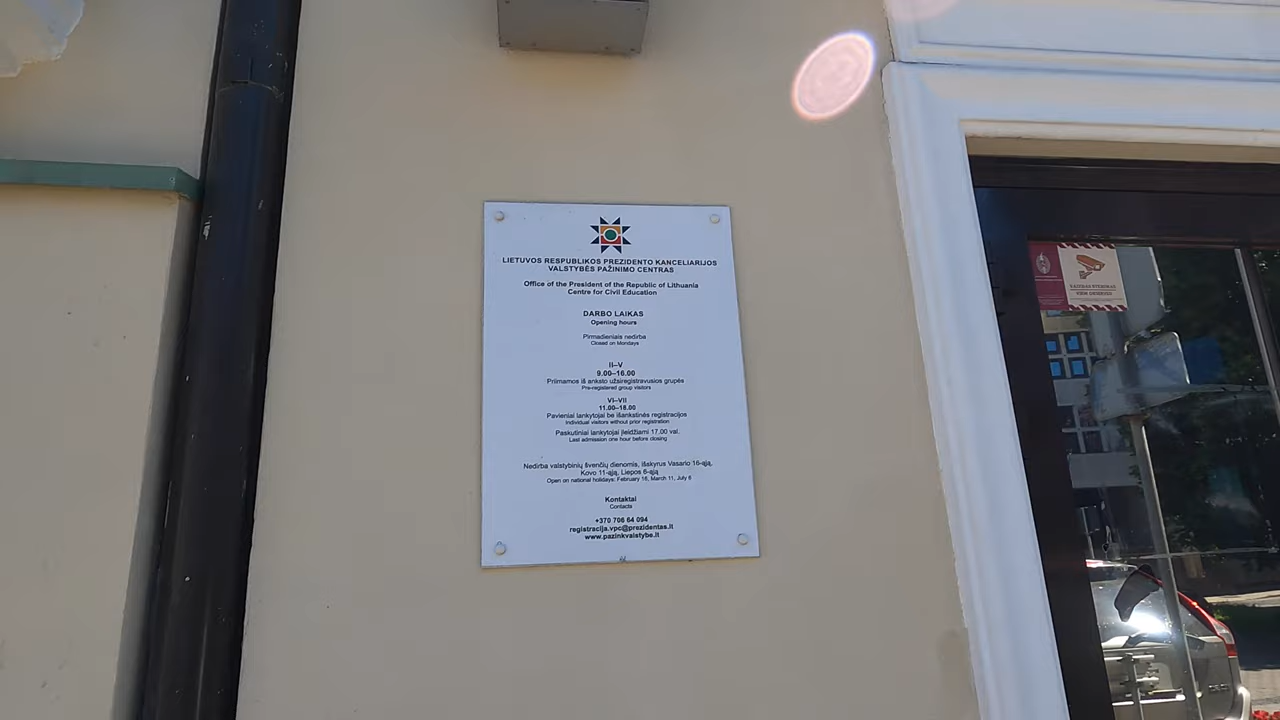 LIETUVOS RESPUBLIKOS PREZIDENTO KANCELIARIJOS
VALSTYBĖS PAŽINIMO CENTRAS
Office of the President of the Republic of Lithuania
Centre for Civil Education
DARBO LAIKAS
Opening hours
Pirmadieniais nedirba
Closed on Mondays
II–V
9.00–16.00
Priimamos iš anksto užsiregistravusios grupės
Pre-registered group visitors
VI–VII
11.00–18.00
Pavieniai lankytojai be išankstinės registracijos
Individual visitors without prior registration
Paskutiniai lankytojai įleidžiami 17.00 val.
Last admission one hour before closing
Nedirba valstybinių švenčių dienomis, išskyrus Vasario 16-ąją,
Kovo 11-ąją, Liepos 6-ąją
Open on national holidays: February 16, March 11, July 6
Kontaktai
Contacts
+370 706 64 094
registracija.vpc@prezidentas.lt
www.pazinkvalstybe.lt
VAIZDAS STEBIMAS